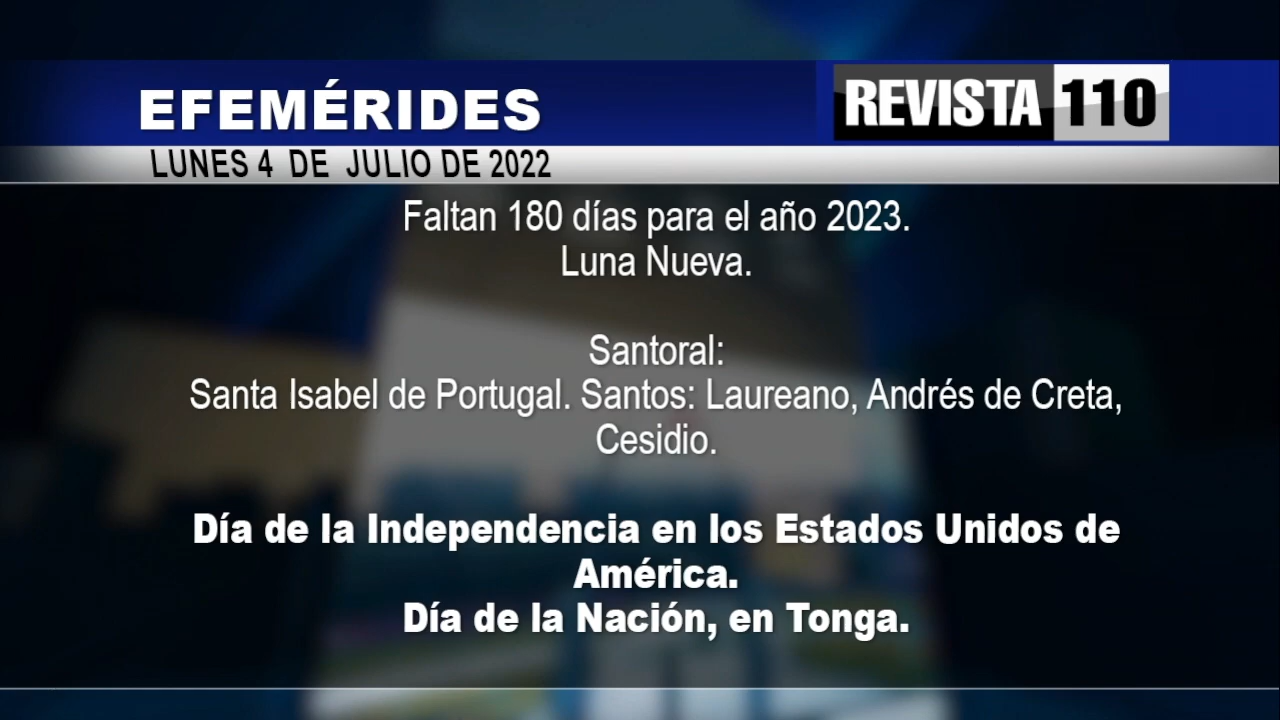 EFEMÉRIDES
REVISTA 110
LUNES 4 DE JULIO DE 2022
Faltan 180 días para el año 2023.
Luna Nueva.
Santoral:
Santa Isabel de Portugal. Santos: Laureano, Andrés de Creta,
Cesidio.
Día de la Independencia en los Estados Unidos de
América.
Día de la Nación, en Tonga.